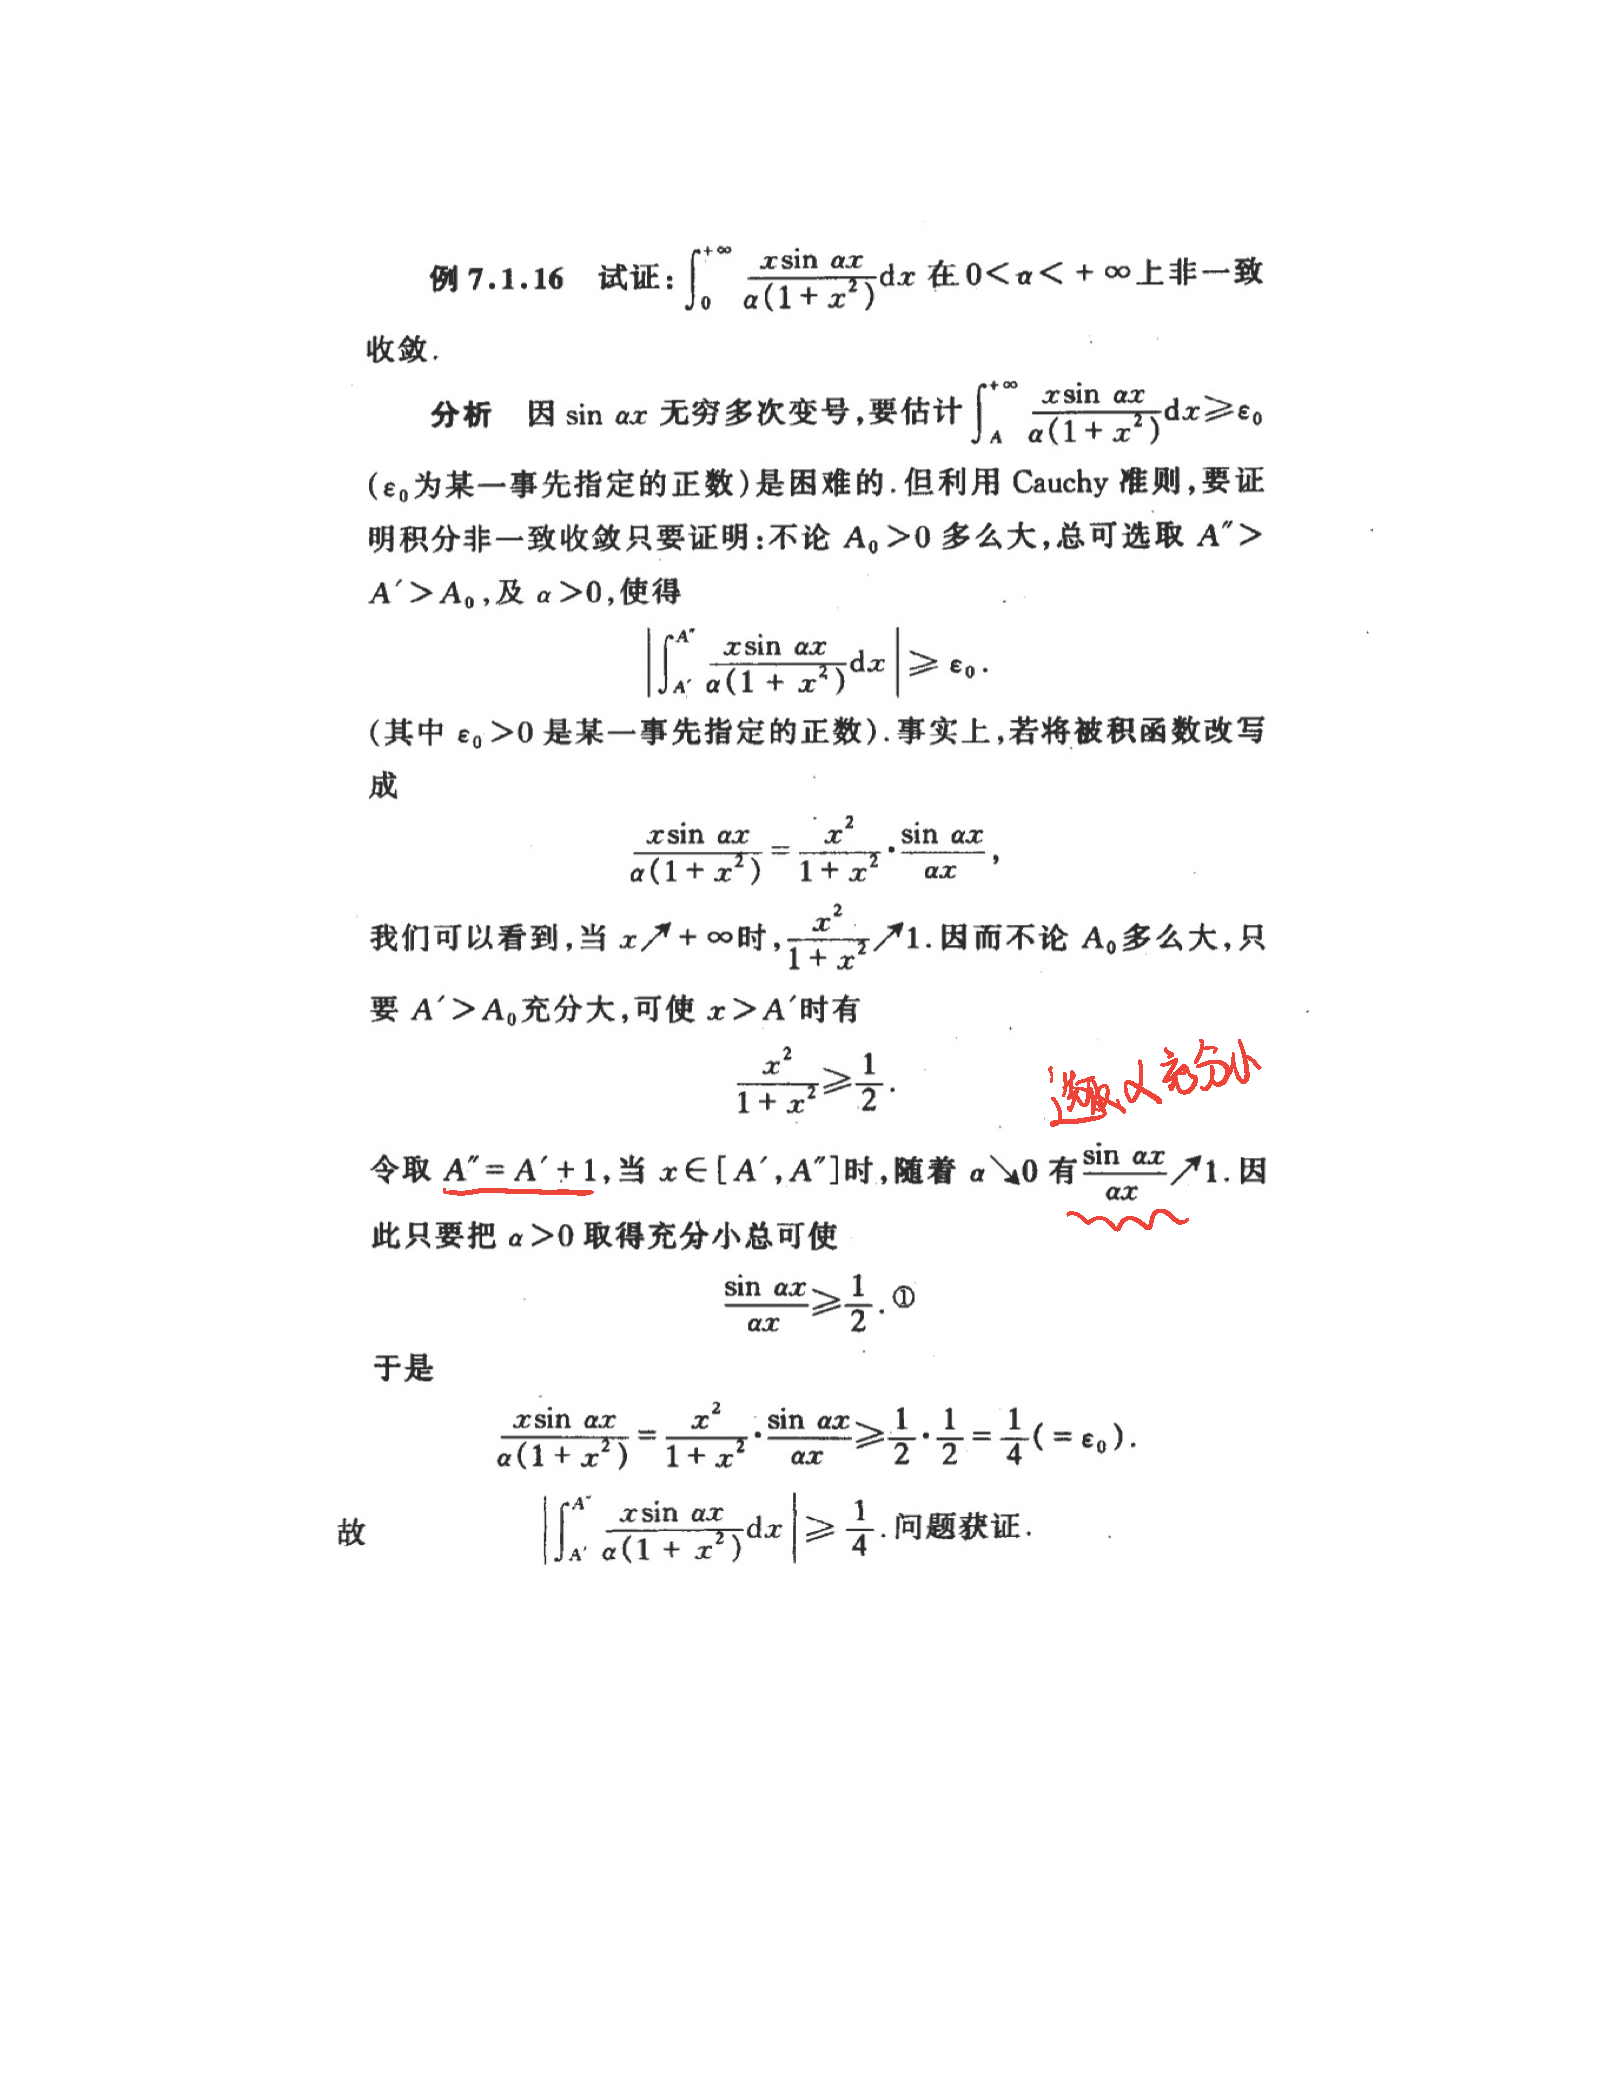 例 7.1.16 试证: $\int_0^{+\infty} \frac{x\sin \alpha x}{\alpha(1+x^2)}dx$ 在 $0<\alpha<+\infty$ 上非一致
收敛.
分析 因 $\sin \alpha x$ 无穷多次变号,要估计 $\int_A^{+\infty} \frac{x\sin \alpha x}{\alpha(1+x^2)}dx \geqslant \varepsilon_0$
($\varepsilon_0$为某一事先指定的正数)是困难的.但利用 Cauchy 准则,要证
明积分非一致收敛只要证明:不论 $A_0>0$ 多么大,总可选取 $A''>$
$A'>A_0$,及 $\alpha>0$,使得
$\left|\int_{A'}^{A''} \frac{x\sin \alpha x}{\alpha(1+x^2)}dx\right| \geqslant \varepsilon_0.$
(其中 $\varepsilon_0>0$ 是某一事先指定的正数).事实上,若将被积函数改写
成
$\frac{x\sin \alpha x}{\alpha(1+x^2)} = \frac{x^2}{1+x^2} \cdot \frac{\sin \alpha x}{\alpha x},$
我们可以看到,当 $x \nearrow +\infty$时,$\frac{x^2}{1+x^2} \nearrow 1$.因而不论 $A_0$多么大,只
要 $A'>A_0$充分大,可使 $x>A'$时有
$\frac{x^2}{1+x^2} \geqslant \frac{1}{2}.$
选取α充分小
令取 $A''=A'+1$,当 $x\in[A',A'']$时,随着 $\alpha \searrow 0$ 有$\frac{\sin \alpha x}{\alpha x} \nearrow 1$.因
此只要把 $\alpha>0$ 取得充分小总可使
$\frac{\sin \alpha x}{\alpha x} \geqslant \frac{1}{2}.$ ①
于是
$\frac{x\sin \alpha x}{\alpha(1+x^2)} = \frac{x^2}{1+x^2} \cdot \frac{\sin \alpha x}{\alpha x} \geqslant \frac{1}{2} \cdot \frac{1}{2} = \frac{1}{4}(=\varepsilon_0).$
故 $\left|\int_{A'}^{A''} \frac{x\sin \alpha x}{\alpha(1+x^2)}dx\right| \geqslant \frac{1}{4}$.问题获证.